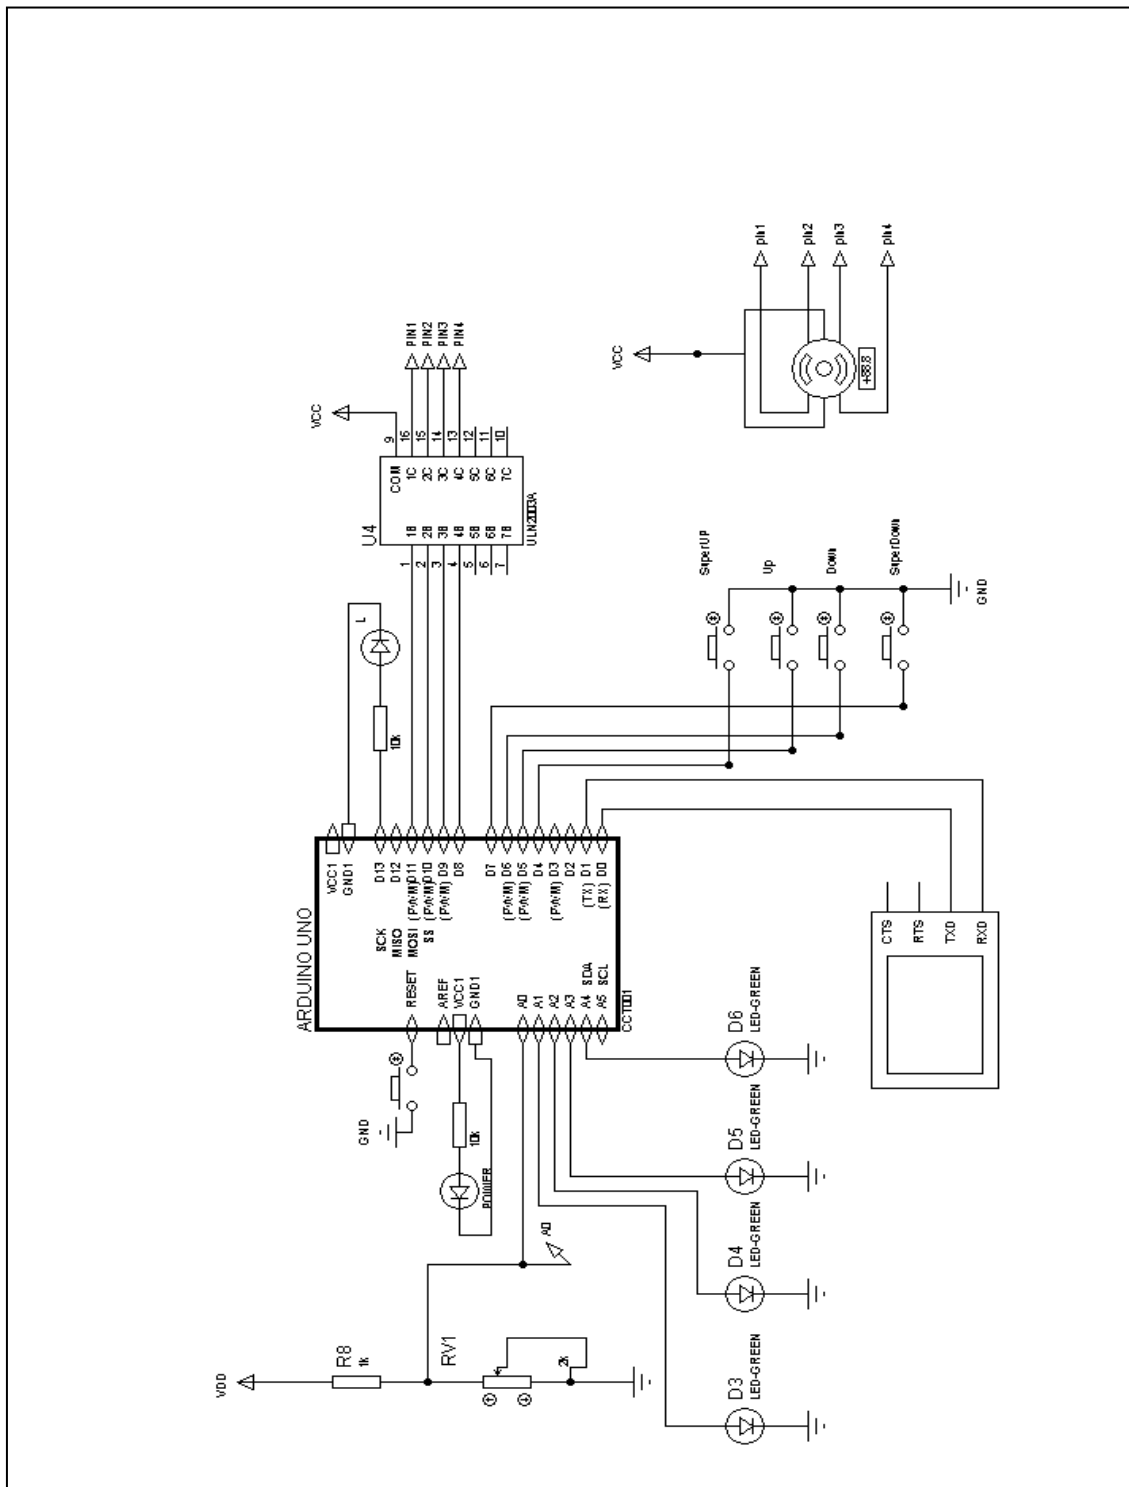 ARDUINO UNO
VCC1
GND1
D13
D12
D11
D10
D9
D8
D7
D6
D5
D4
D3
D2
D1
D0
(PWM)
(PWM)
(PWM)
(PWM)
(PWM)
(PWM)
(TX)
(RX)
SCK
MISO
MOSI
SS
RESET
AREF
VCC1
GND1
A0
A1
A2
A3
A4 SDA
A5 SCL
CCT001
L
10k
U4
1
2
3
4
5
6
7
1B
2B
3B
4B
5B
6B
7B
COM
1C
2C
3C
4C
5C
6C
7C
9
16
15
14
13
12
11
10
ULN2003A
VCC
PIN1
PIN2
PIN3
PIN4
VCC
+88.8
pin1
pin2
pin3
pin4
SuperUP
Up
Down
SuperDown
GND
CTS
RTS
TXD
RXD
GND
10k
POWER
A0
VDD
R8
1k
RV1
2k
D3
LED-GREEN
D4
LED-GREEN
D5
LED-GREEN
D6
LED-GREEN